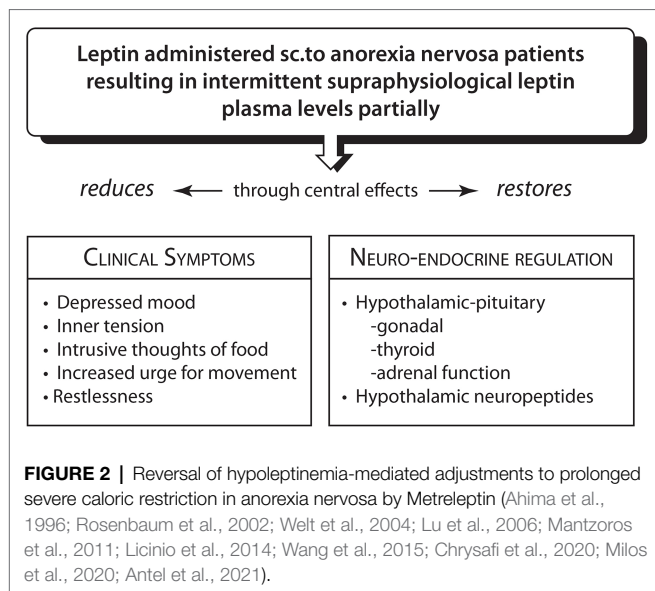 Leptin administered sc.to anorexia nervosa patients
resulting in intermittent supraphysiological leptin
plasma levels partially
reduces through central effects restores
CLINICAL SYMPTOMS
• Depressed mood
• Inner tension
• Intrusive thoughts of food
• Increased urge for movement
• Restlessness
NEURO-ENDOCRINE REGULATION
• Hypothalamic-pituitary
-gonadal
-thyroid
-adrenal function
• Hypothalamic neuropeptides
FIGURE 2 | Reversal of hypoleptinemia-mediated adjustments to prolonged
severe caloric restriction in anorexia nervosa by Metreleptin (Ahima et al.,
1996; Rosenbaum et al., 2002; Welt et al., 2004; Lu et al., 2006; Mantzoros
et al., 2011; Licinio et al., 2014; Wang et al., 2015; Chrysafi et al., 2020; Milos
et al., 2020; Antel et al., 2021).